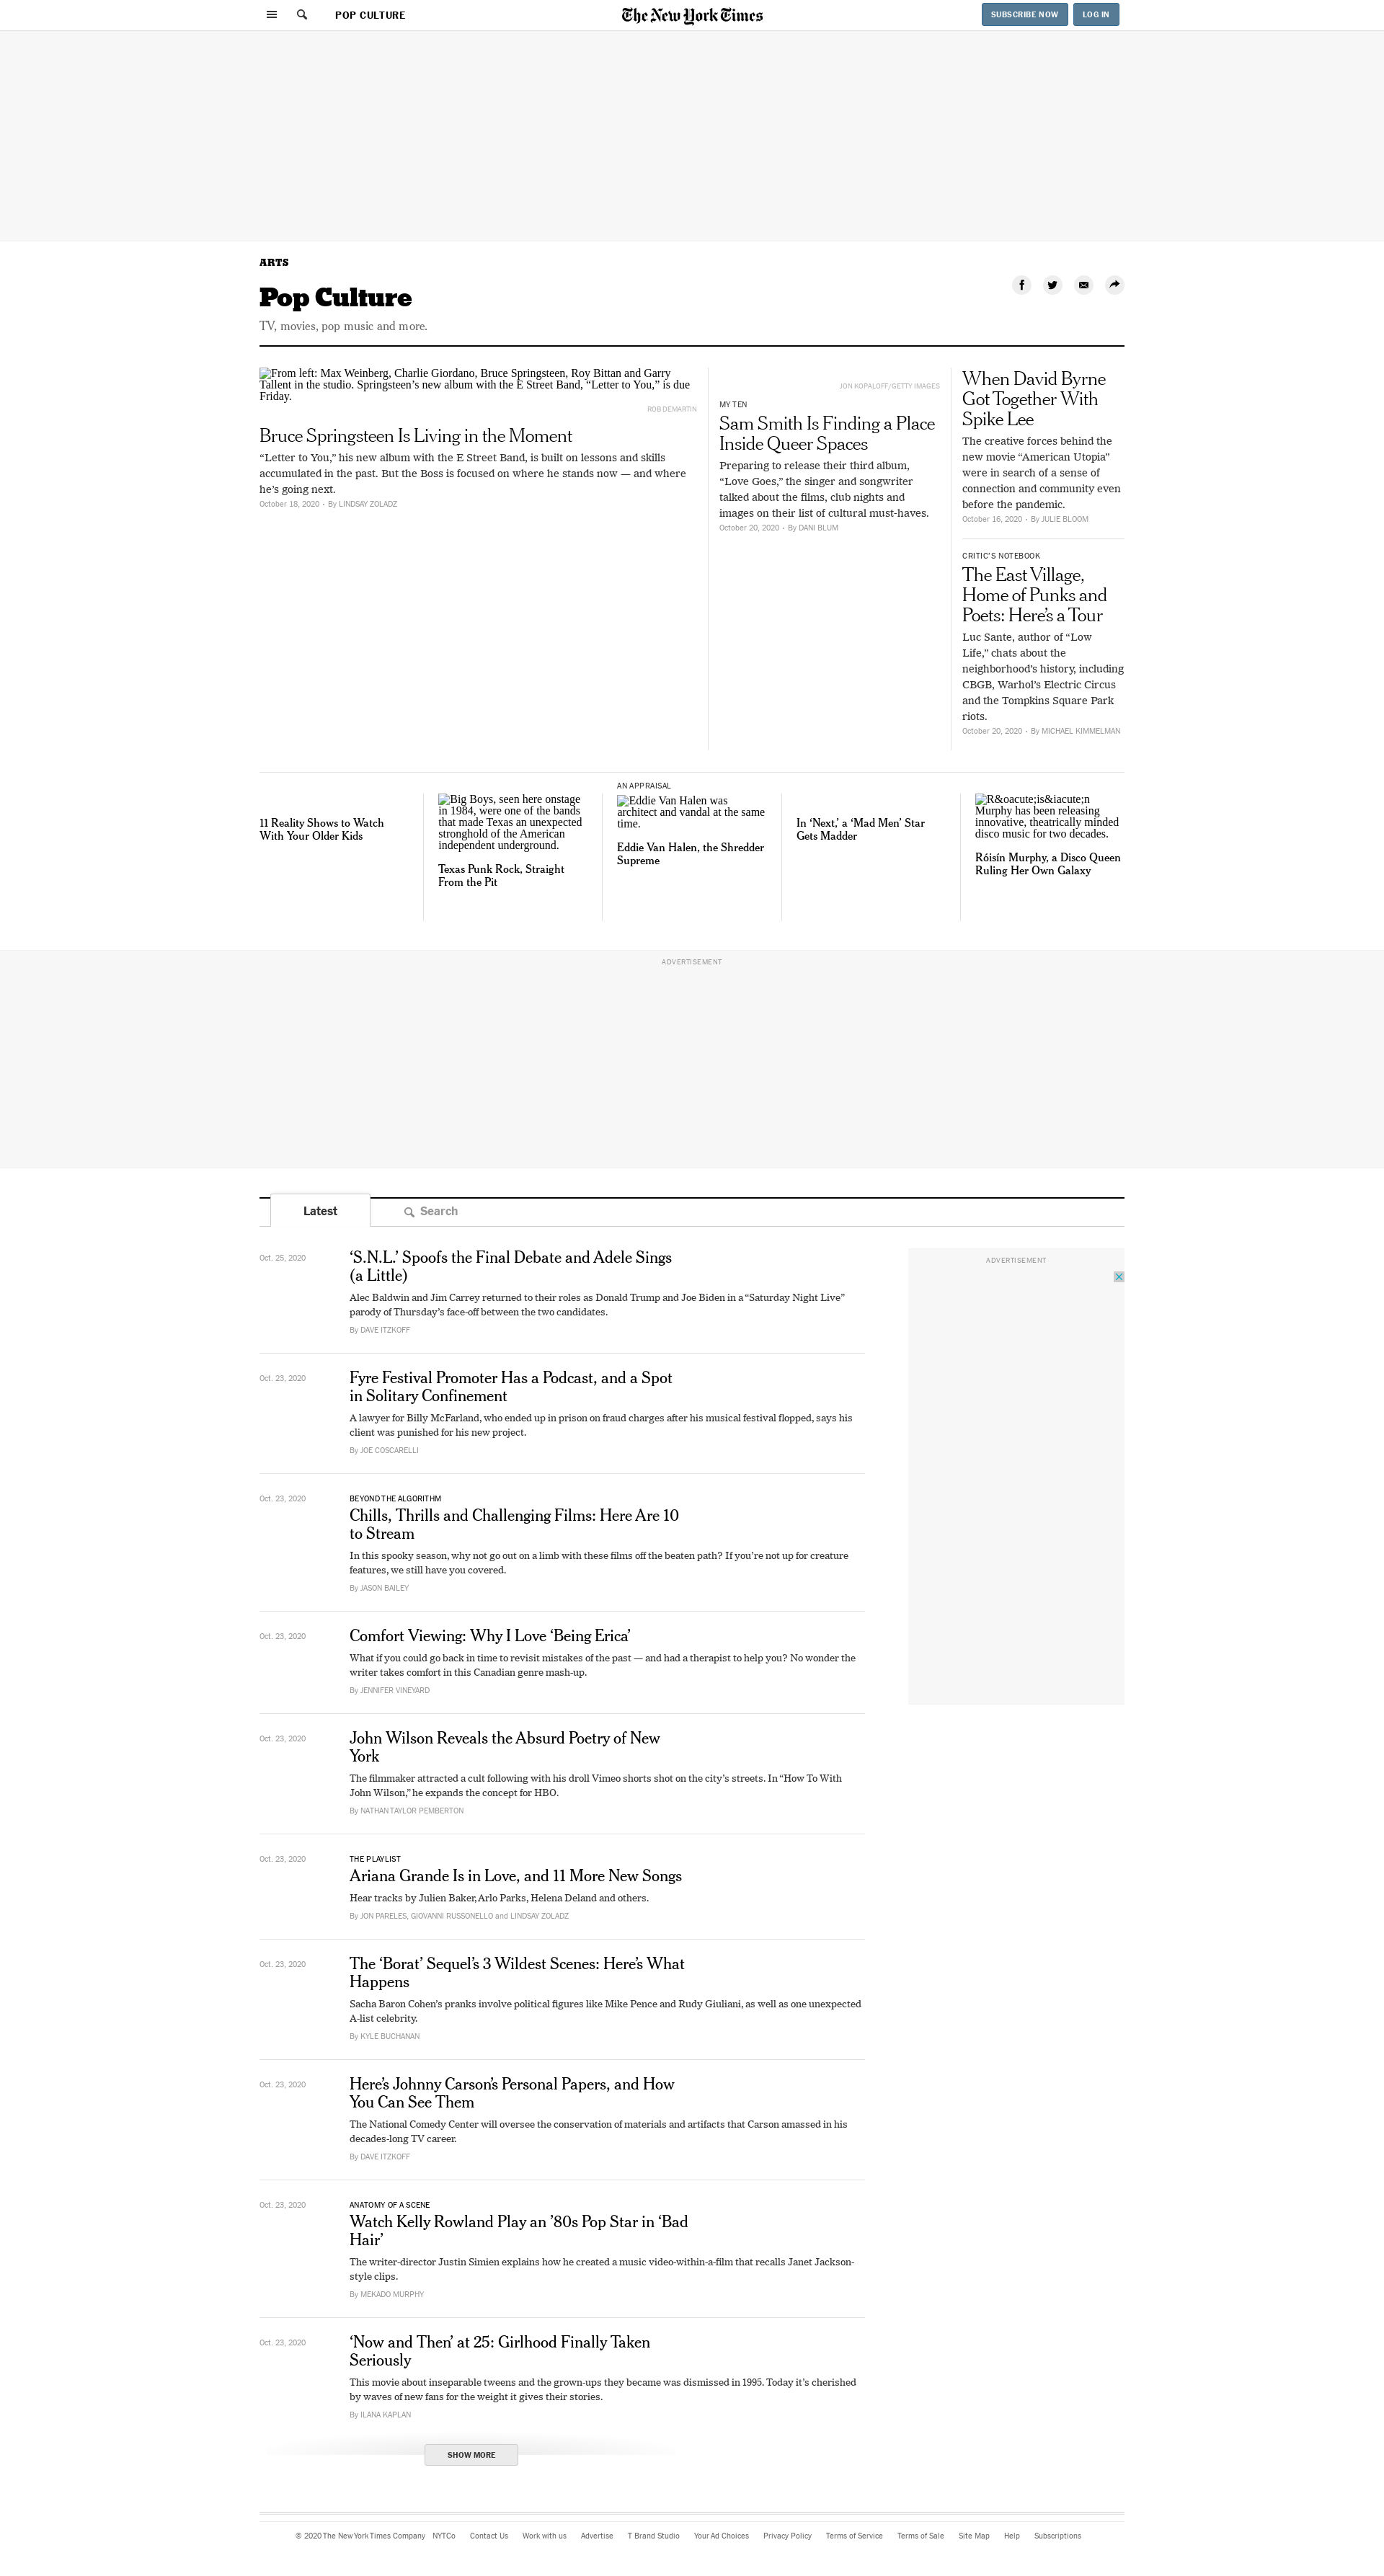 POP CULTURE
The New York Times
SUBSCRIBE NOW
LOG IN
ARTS
Pop Culture
TV, movies, pop music and more.
From left: Max Weinberg, Charlie Giordano, Bruce Springsteen, Roy Bittan and Garry
Tallent in the studio. Springsteen’s new album with the E Street Band, “Letter to You,” is due
Friday.
ROB DEMARTIN
Bruce Springsteen Is Living in the Moment
“Letter to You,” his new album with the E Street Band, is built on lessons and skills
accumulated in the past. But the Boss is focused on where he stands now — and where
he’s going next.
October 18, 2020 • By LINDSAY ZOLADZ
JON KOPALOFF/GETTY IMAGES
MY TEN
Sam Smith Is Finding a Place
Inside Queer Spaces
Preparing to release their third album,
“Love Goes,” the singer and songwriter
talked about the films, club nights and
images on their list of cultural must-haves.
October 20, 2020 • By DANI BLUM
When David Byrne
Got Together With
Spike Lee
The creative forces behind the
new movie “American Utopia”
were in search of a sense of
connection and community even
before the pandemic.
October 16, 2020 • By JULIE BLOOM
CRITIC’S NOTEBOOK
The East Village,
Home of Punks and
Poets: Here’s a Tour
Luc Sante, author of “Low
Life,” chats about the
neighborhood’s history, including
CBGB, Warhol’s Electric Circus
and the Tompkins Square Park
riots.
October 20, 2020 • By MICHAEL KIMMELMAN
11 Reality Shows to Watch
With Your Older Kids
Big Boys, seen here onstage
in 1984, were one of the bands
that made Texas an unexpected
stronghold of the American
independent underground.
Texas Punk Rock, Straight
From the Pit
AN APPRAISAL
Eddie Van Halen was
architect and vandal at the same
time.
Eddie Van Halen, the Shredder
Supreme
In ‘Next,’ a ‘Mad Men’ Star
Gets Madder
R&oacute;is&iacute;n
Murphy has been releasing
innovative, theatrically minded
disco music for two decades.
Róisín Murphy, a Disco Queen
Ruling Her Own Galaxy
ADVERTISEMENT
Latest
Search
Oct. 25, 2020
‘S.N.L.’ Spoofs the Final Debate and Adele Sings
(a Little)
Alec Baldwin and Jim Carrey returned to their roles as Donald Trump and Joe Biden in a “Saturday Night Live”
parody of Thursday’s face-off between the two candidates.
By DAVE ITZKOFF
ADVERTISEMENT
Oct. 23, 2020
Fyre Festival Promoter Has a Podcast, and a Spot
in Solitary Confinement
A lawyer for Billy McFarland, who ended up in prison on fraud charges after his musical festival flopped, says his
client was punished for his new project.
By JOE COSCARELLI
Oct. 23, 2020
BEYOND THE ALGORITHM
Chills, Thrills and Challenging Films: Here Are 10
to Stream
In this spooky season, why not go out on a limb with these films off the beaten path? If you’re not up for creature
features, we still have you covered.
By JASON BAILEY
Oct. 23, 2020
Comfort Viewing: Why I Love ‘Being Erica’
What if you could go back in time to revisit mistakes of the past — and had a therapist to help you? No wonder the
writer takes comfort in this Canadian genre mash-up.
By JENNIFER VINEYARD
Oct. 23, 2020
John Wilson Reveals the Absurd Poetry of New
York
The filmmaker attracted a cult following with his droll Vimeo shorts shot on the city’s streets. In “How To With
John Wilson,” he expands the concept for HBO.
By NATHAN TAYLOR PEMBERTON
Oct. 23, 2020
THE PLAYLIST
Ariana Grande Is in Love, and 11 More New Songs
Hear tracks by Julien Baker, Arlo Parks, Helena Deland and others.
By JON PARELES, GIOVANNI RUSSONELLO and LINDSAY ZOLADZ
Oct. 23, 2020
The ‘Borat’ Sequel’s 3 Wildest Scenes: Here’s What
Happens
Sacha Baron Cohen’s pranks involve political figures like Mike Pence and Rudy Giuliani, as well as one unexpected
A-list celebrity.
By KYLE BUCHANAN
Oct. 23, 2020
Here’s Johnny Carson’s Personal Papers, and How
You Can See Them
The National Comedy Center will oversee the conservation of materials and artifacts that Carson amassed in his
decades-long TV career.
By DAVE ITZKOFF
Oct. 23, 2020
ANATOMY OF A SCENE
Watch Kelly Rowland Play an ’80s Pop Star in ‘Bad
Hair’
The writer-director Justin Simien explains how he created a music video-within-a-film that recalls Janet Jackson-
style clips.
By MEKADO MURPHY
Oct. 23, 2020
‘Now and Then’ at 25: Girlhood Finally Taken
Seriously
This movie about inseparable tweens and the grown-ups they became was dismissed in 1995. Today it’s cherished
by waves of new fans for the weight it gives their stories.
By ILANA KAPLAN
SHOW MORE
© 2020 The New York Times Company NYTCo Contact Us Work with us Advertise T Brand Studio Your Ad Choices Privacy Policy Terms of Service Terms of Sale Site Map Help Subscriptions